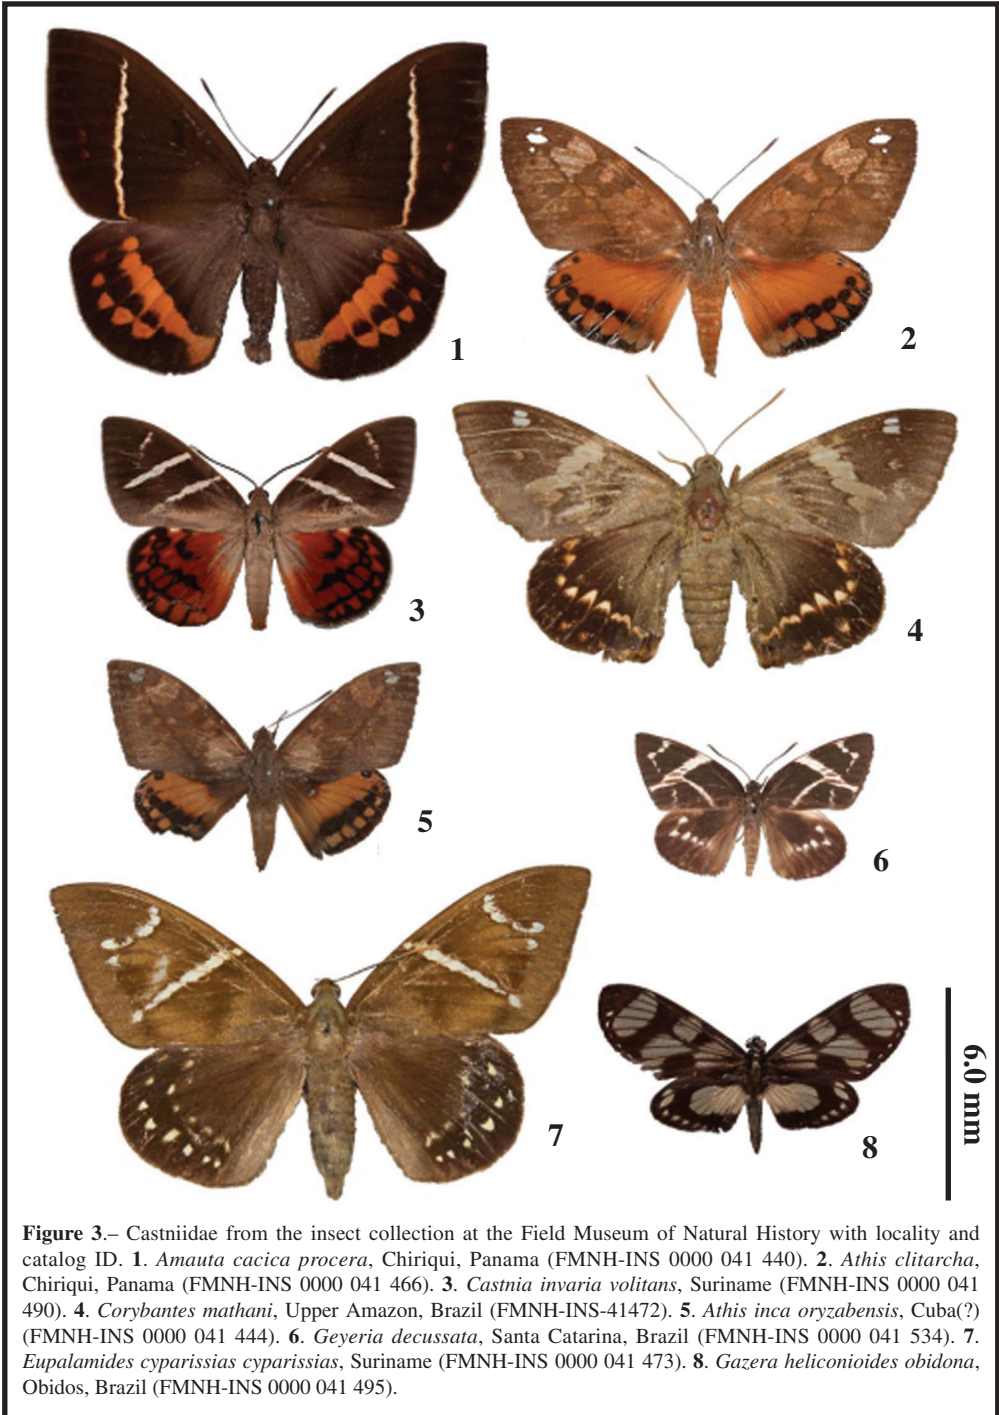 1
2
3
4
5
6
7
8
6.0 mm
Figure 3.– Castniidae from the insect collection at the Field Museum of Natural History with locality and
catalog ID. 1. Amauta cacica procera, Chiriqui, Panama (FMNH-INS 0000 041 440). 2. Athis clitarcha,
Chiriqui, Panama (FMNH-INS 0000 041 466). 3. Castnia invaria volitans, Suriname (FMNH-INS 0000 041
490). 4. Corybantes mathani, Upper Amazon, Brazil (FMNH-INS-41472). 5. Athis inca oryzabensis, Cuba(?)
(FMNH-INS 0000 041 444). 6. Geyeria decussata, Santa Catarina, Brazil (FMNH-INS 0000 041 534). 7.
Eupalamides cyparissias cyparissias, Suriname (FMNH-INS 0000 041 473). 8. Gazera heliconioides obidona,
Obidos, Brazil (FMNH-INS 0000 041 495).